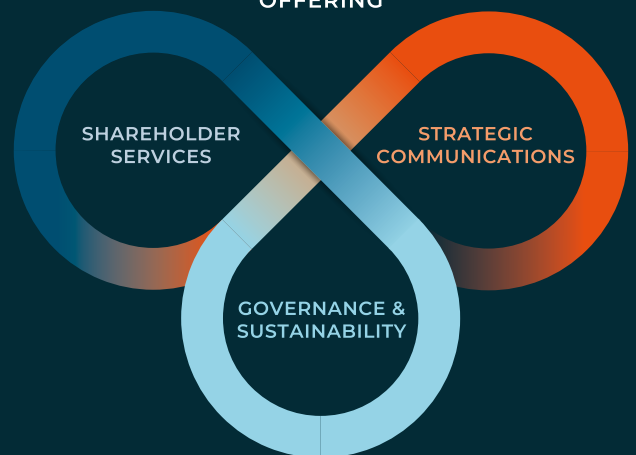 OFFERING
SHAREHOLDER
SERVICES
STRATEGIC
COMMUNICATIONS
GOVERNANCE &
SUSTAINABILITY